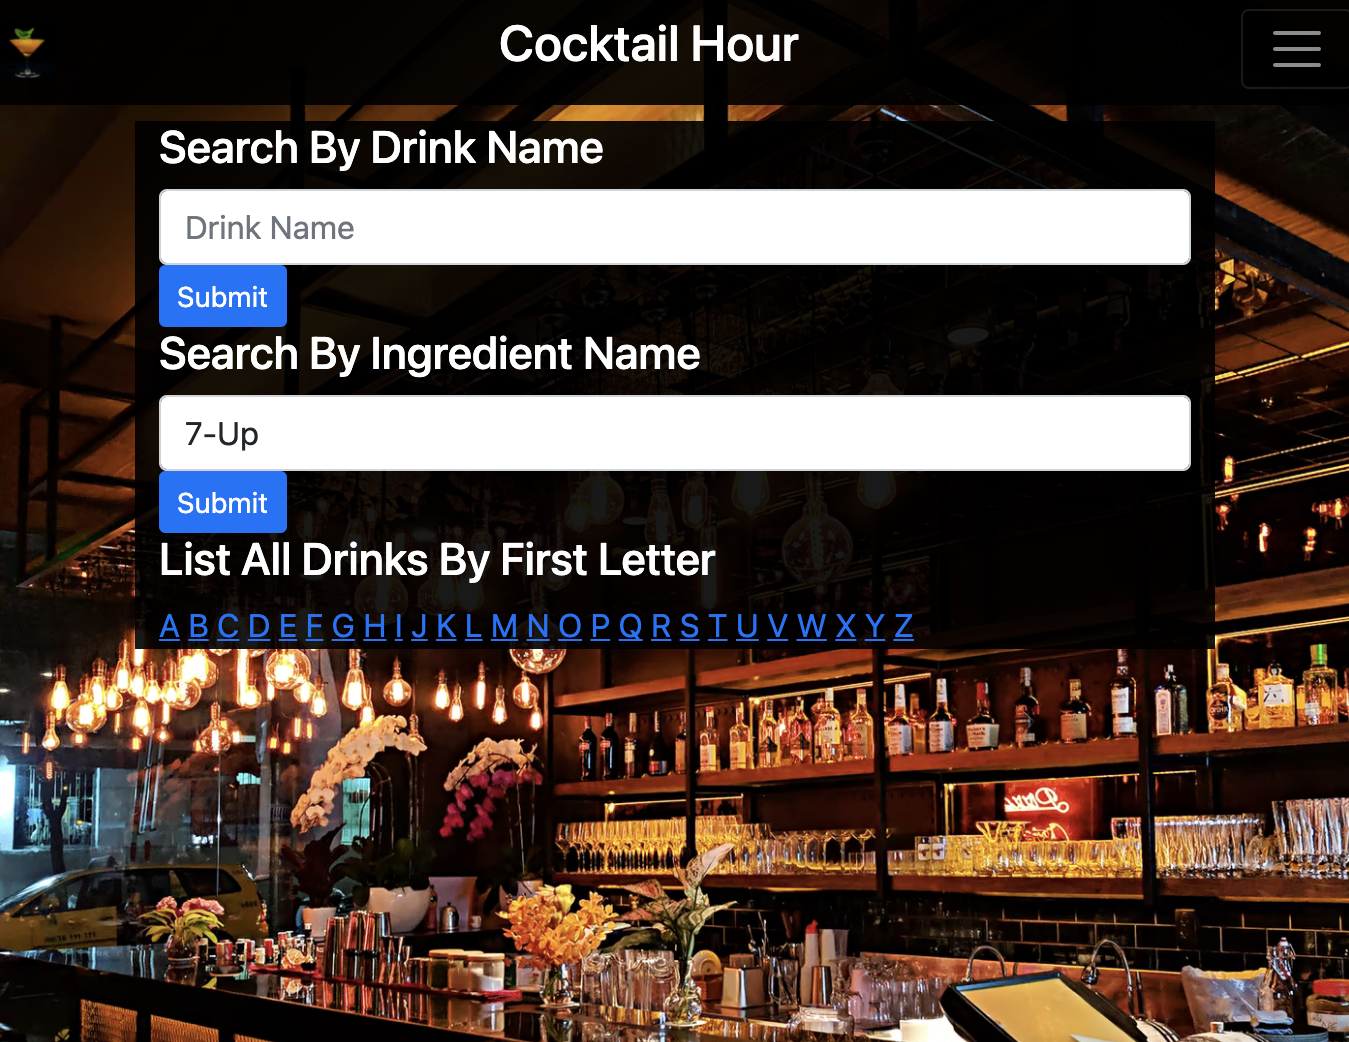 Cocktail Hour
Search By Drink Name
Drink Name
Submit
Search By Ingredient Name
7-Up
Submit
List All Drinks By First Letter
A B C D E F G H I J K L M N O P Q R S T U V W X Y Z